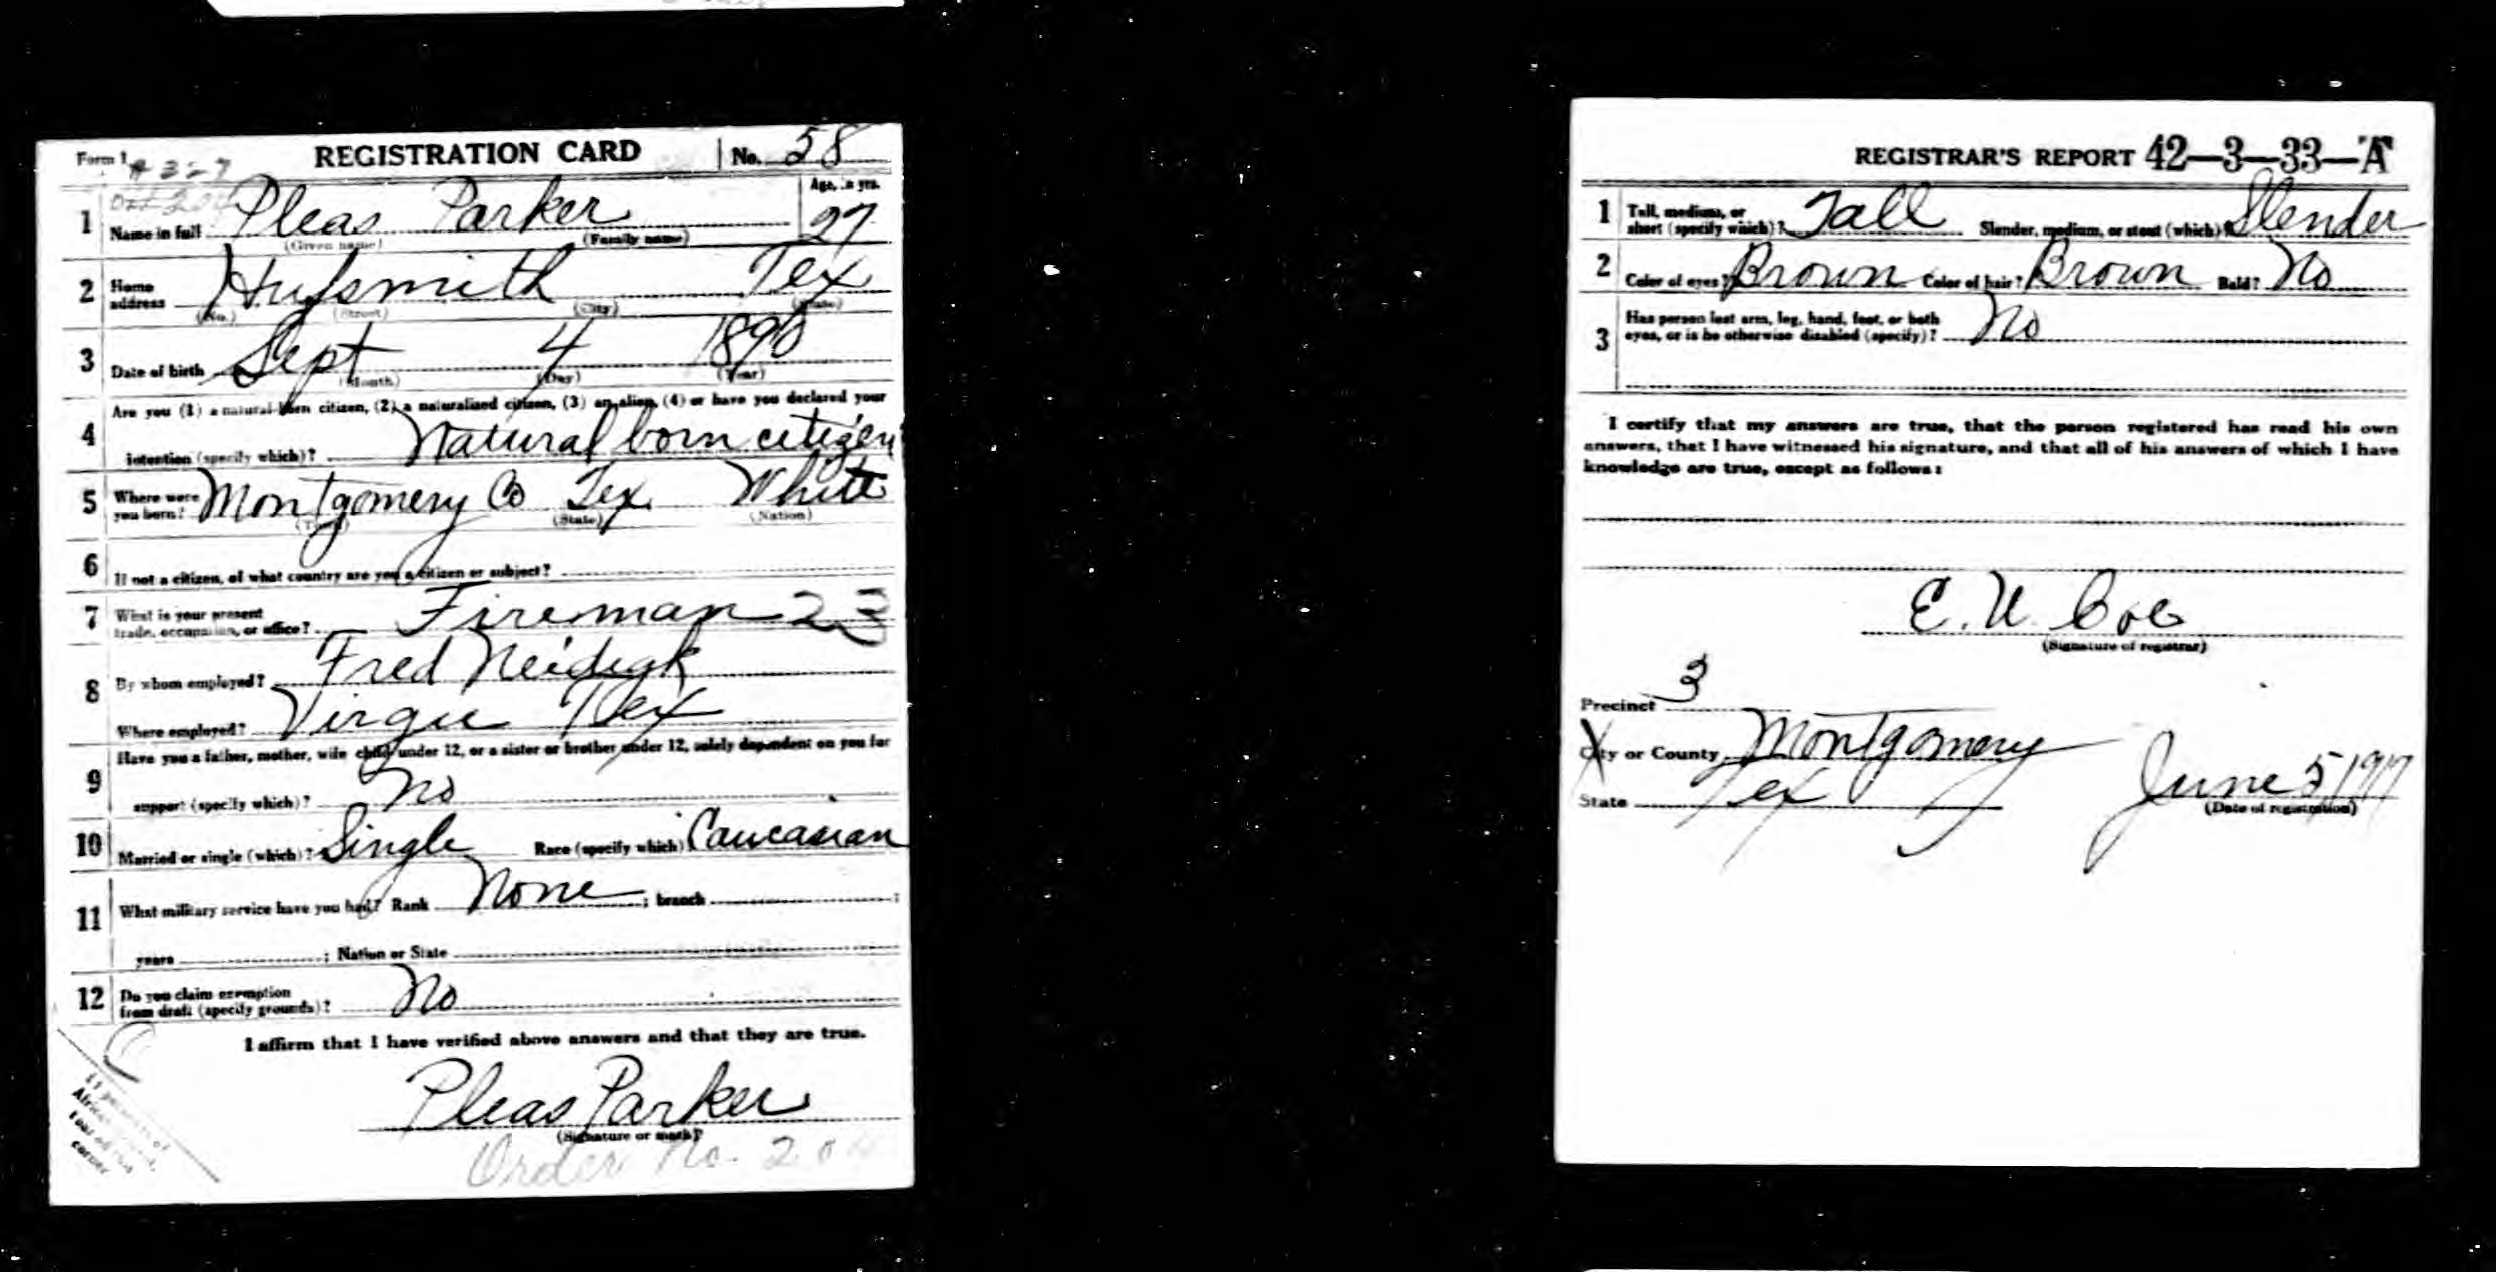 Form 1 # 327 REGISTRATION CARD No. 58
Age, in yrs.
1 Name in full Pleas Parker 27
(Given name) (Family name)
2 Home address Hufsmith Tex
(No.) (Street) (City) (State)
3 Date of birth Sept 4 1890
(Month) (Day) (Year)
Are you (1) a natural-born citizen, (2) a naturalized citizen, (3) an alien, (4) or have you declared your
4 intention (specify which)? Natural born citizen
5 Where were you born? Montgomery Co Tex White
(Town) (State) (Nation)
6 If not a citizen, of what country are you a citizen or subject?
7 What is your present trade, occupation, or office? Fireman 23
8 By whom employed? Fred Neidigk
Where employed? Virgie Tex
Have you a father, mother, wife child under 12, or a sister or brother under 12, solely dependent on you for
9 support (specify which)? No
10 Married or single (which)? Single Race (specify which) Caucasian
11 What military service have you had? Rank None ; branch ;
years ; Nation or State
12 Do you claim exemption from draft (specify grounds)? No
I affirm that I have verified above answers and that they are true.
Pleas Parker
(Signature or mark)
Order No. 20
corner
REGISTRAR'S REPORT 42—3—33—A
1 Tall, medium, or short (specify which)? Tall Slender, medium, or stout (which)? Slender
2 Color of eyes? Brown Color of hair? Brown Bald? No
3 Has person lost arm, leg, hand, foot, or both
eyes, or is he otherwise disabled (specify)? No
I certify that my answers are true, that the person registered has read his own
answers, that I have witnessed his signature, and that all of his answers of which I have
knowledge are true, except as follows:
E. U. Coe
(Signature of registrar)
Precinct 3
City or County Montgomery
State Tex June 5 1917
(Date of registration)